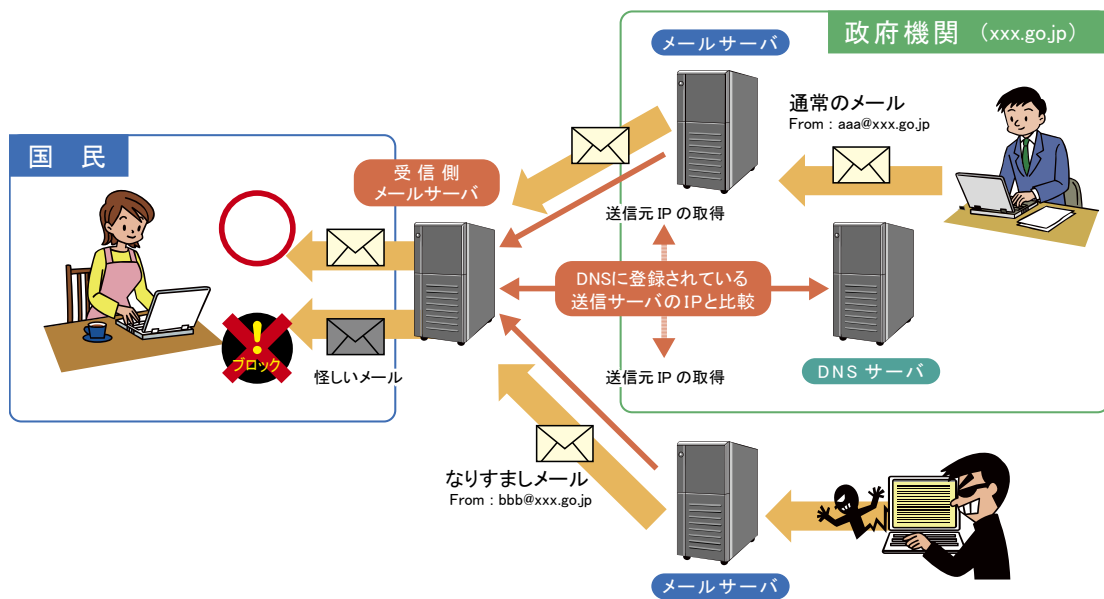 政府機関 (xxx.go.jp)
メールサーバ
通常のメール
From : aaa@xxx.go.jp
国 民
受 信 側
メールサーバ
送信元 IP の取得
DNSに登録されている
送信サーバのIPと比較
送信元 IP の取得
DNS サーバ
!
ブロック
怪しいメール
なりすましメール
From : bbb@xxx.go.jp
メールサーバ